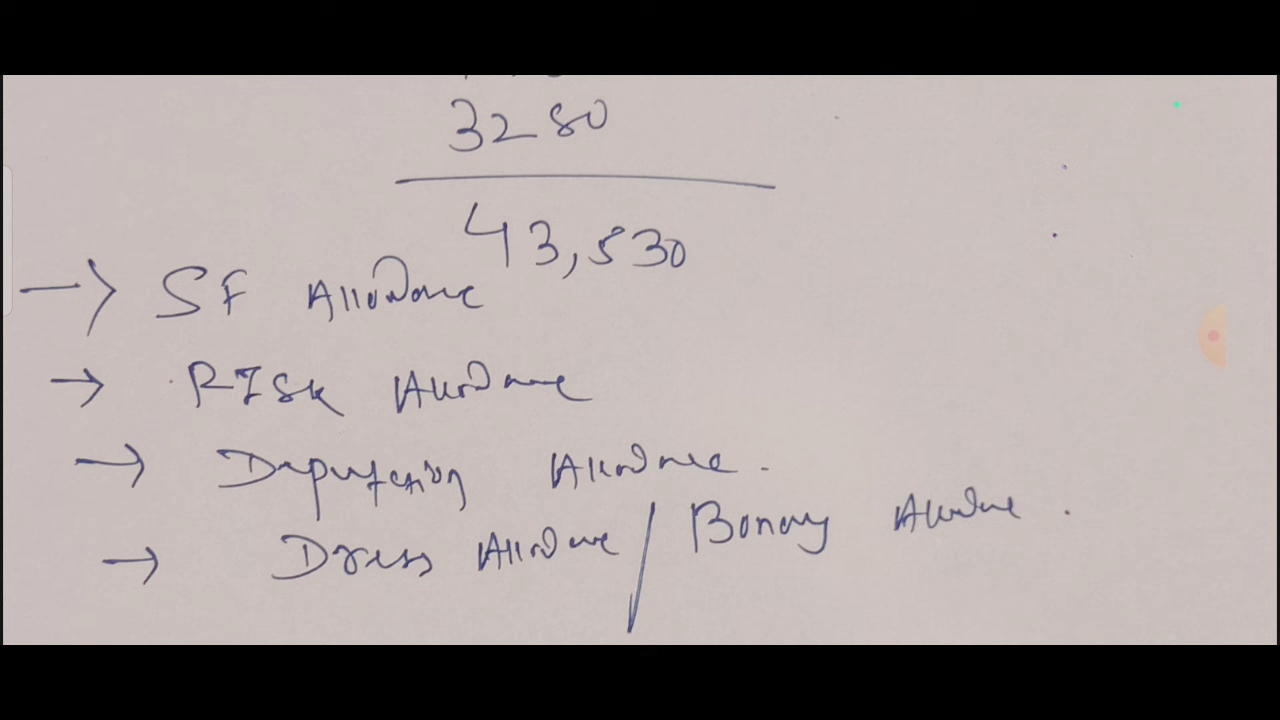 3280
43,530
→ SF Allowance
→ RISK Allowance
→ Deputation Allowance.
→ Dress Allowance / Bonus Allowance.